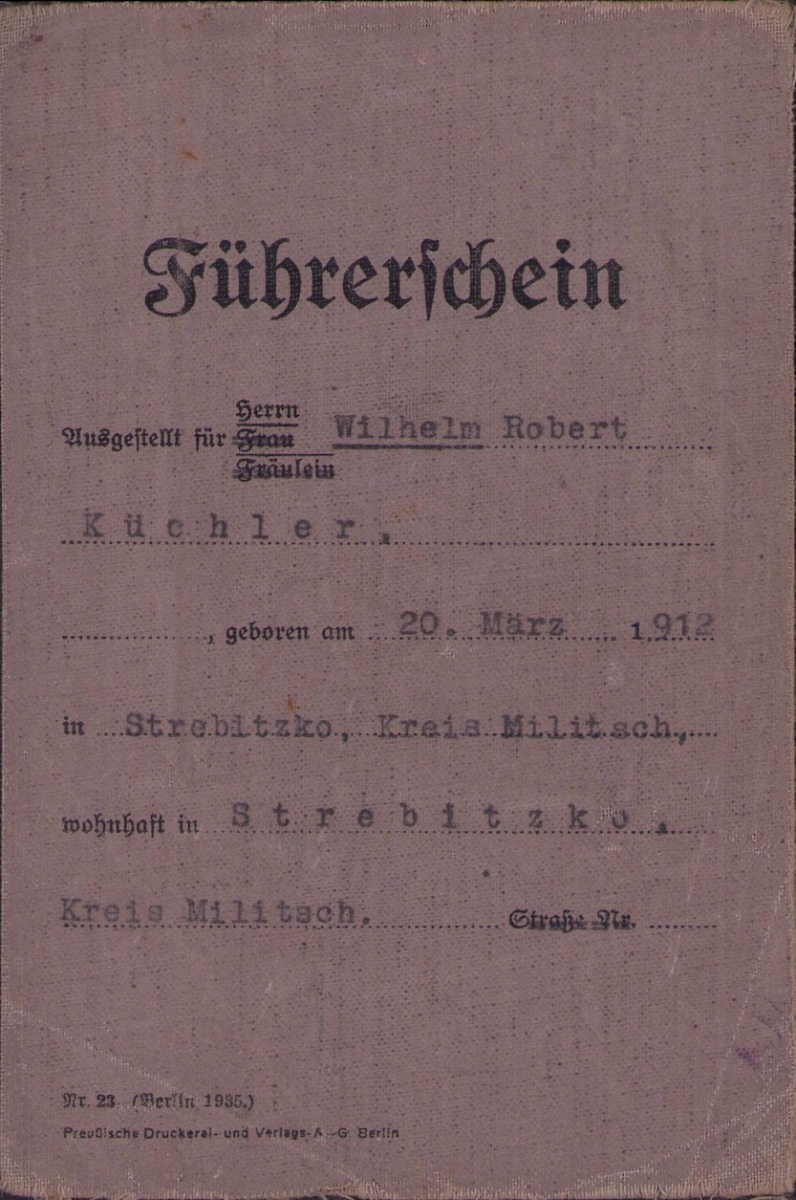 Führerschein
Herrn
Ausgestellt für Frau Wilhelm Robert
Fräulein
Küchler,
, geboren am 20. März 1912
in Strebitzko, Kreis Militsch,
wohnhaft in Strebitzko,
Kreis Militsch. Straße Nr.
Nr. 23 (Berlin 1935.)
Preußische Druckerei- und Verlags-A.-G. Berlin